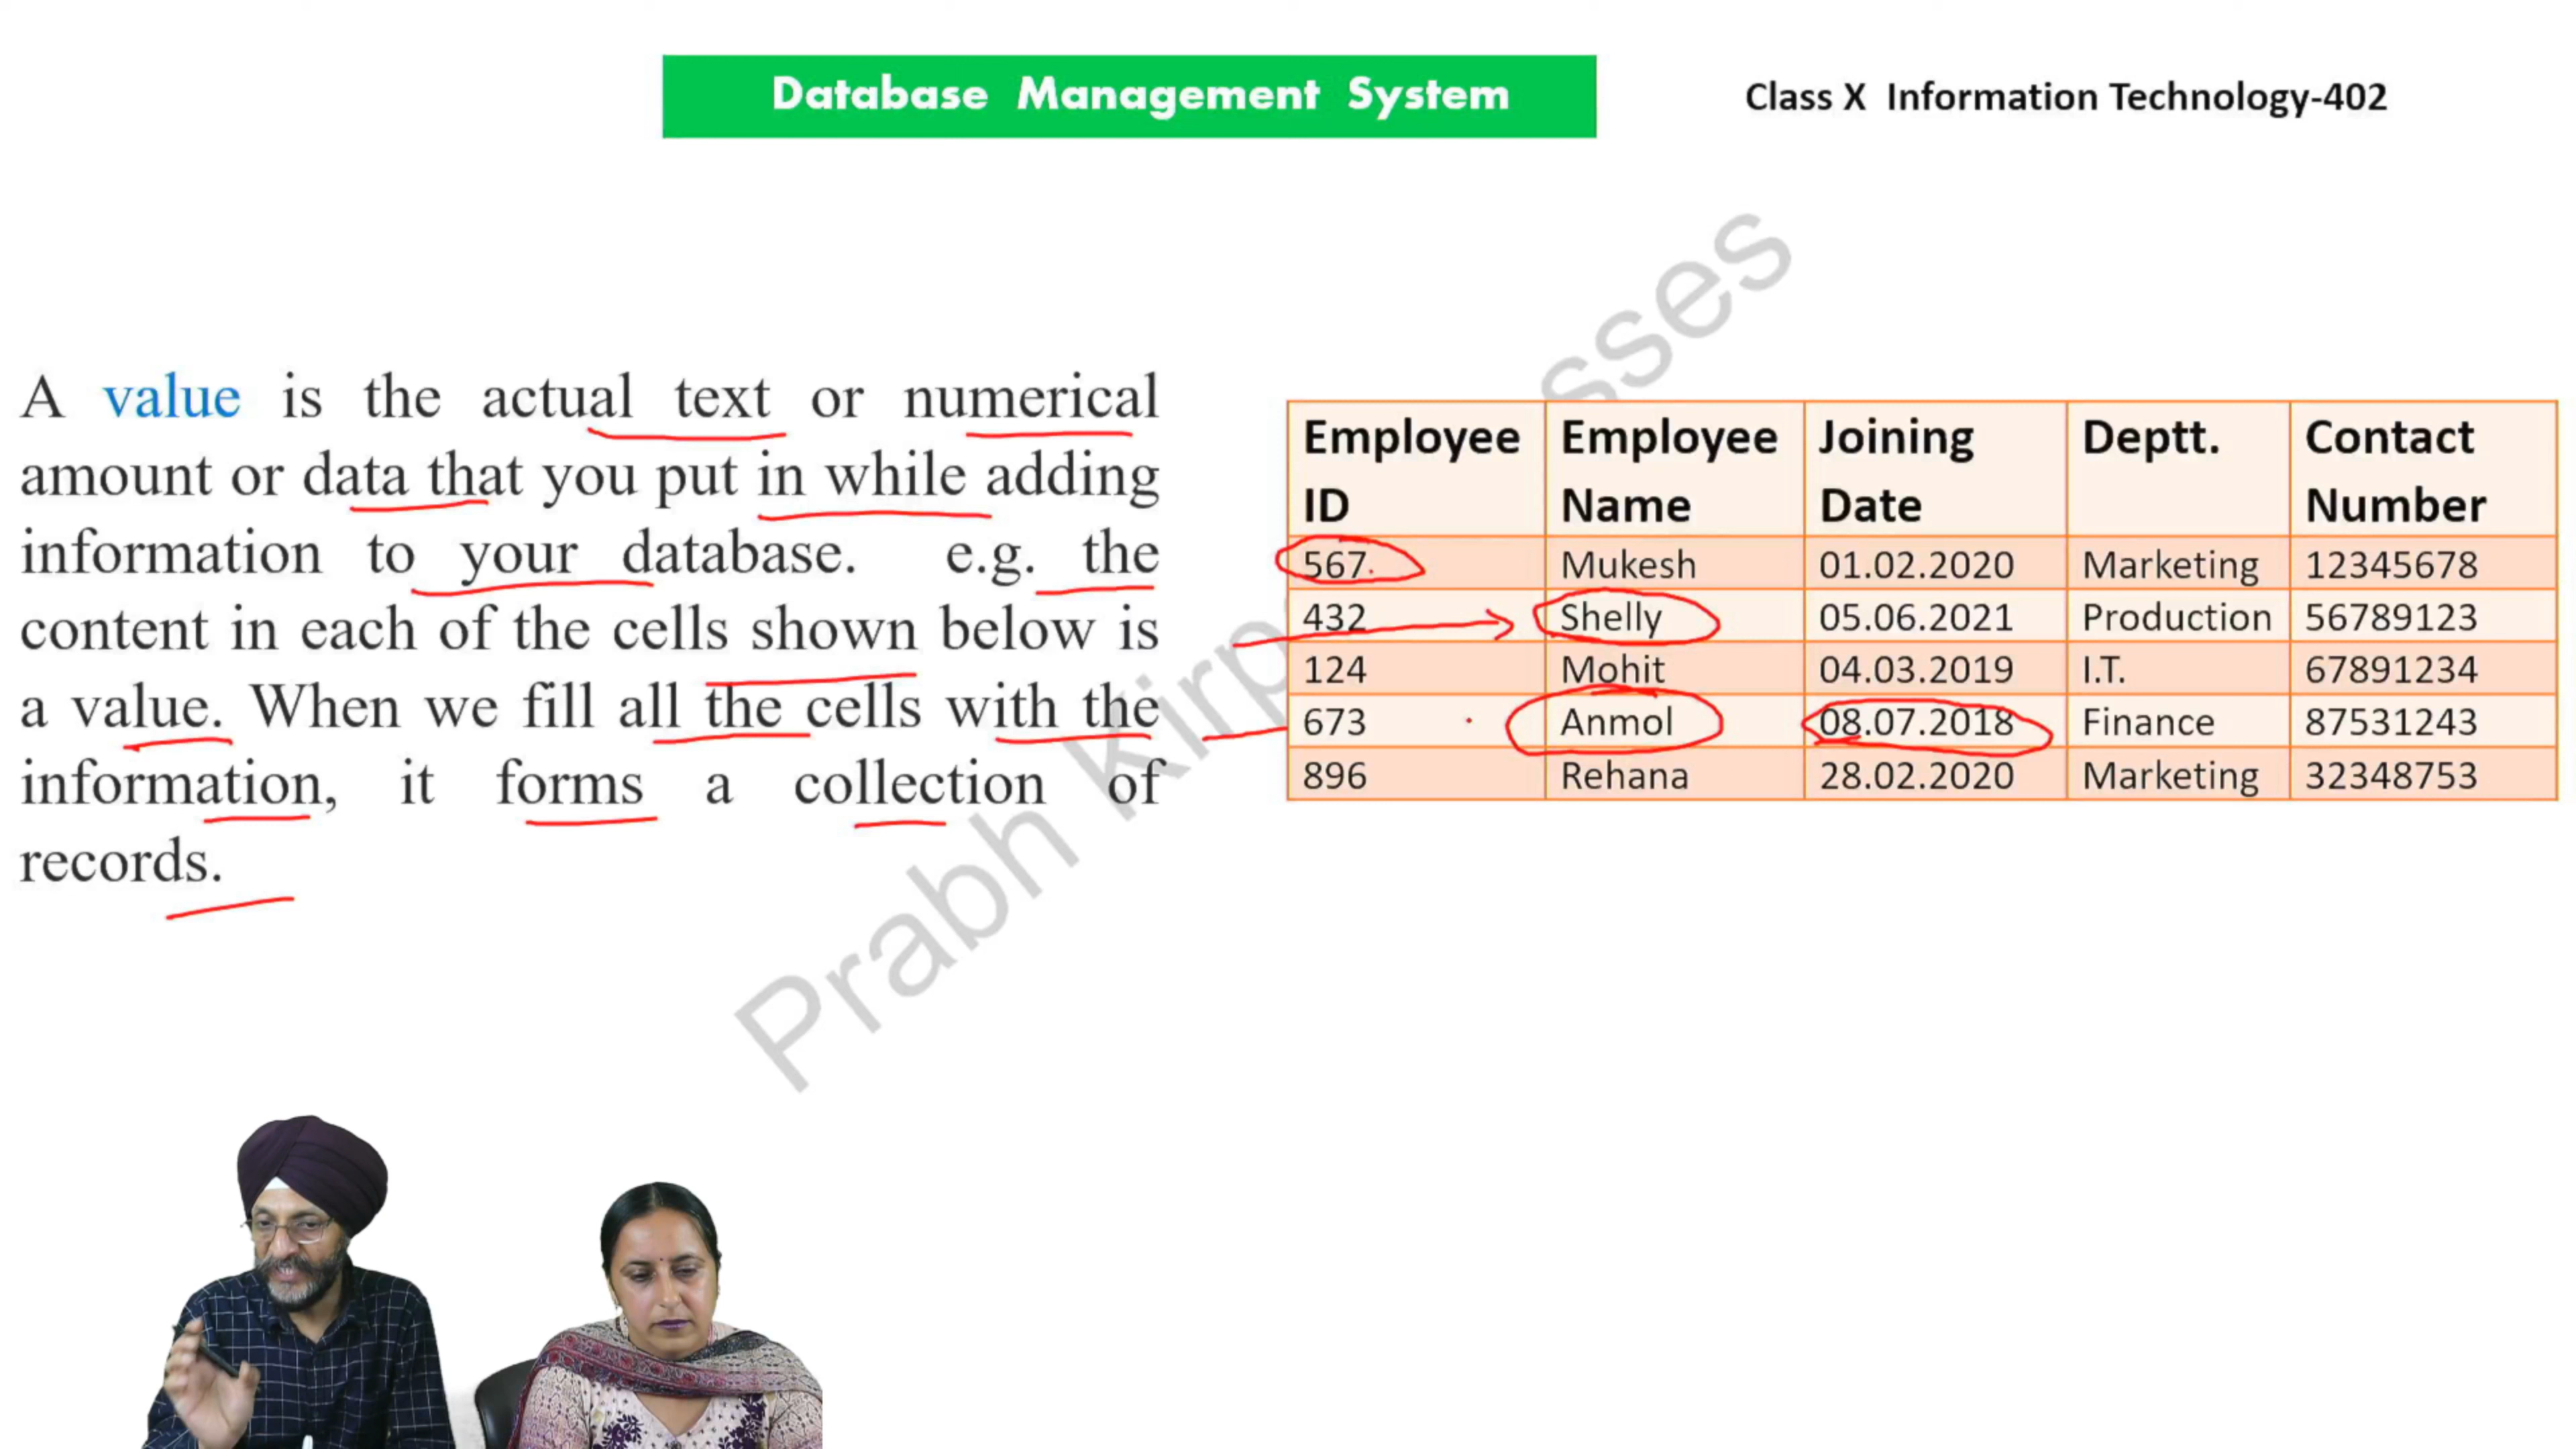 Database Management System
Class X Information Technology-402
A value is the actual text or numerical
amount or data that you put in while adding
information to your database. e.g. the
content in each of the cells shown below is
a value. When we fill all the cells with the
information, it forms a collection of
records.
Employee ID Employee Name Joining Date Deptt. Contact Number
567 Mukesh 01.02.2020 Marketing 12345678
432 Shelly 05.06.2021 Production 56789123
124 Mohit 04.03.2019 I.T. 67891234
673 Anmol 08.07.2018 Finance 87531243
896 Rehana 28.02.2020 Marketing 32348753
Prabh